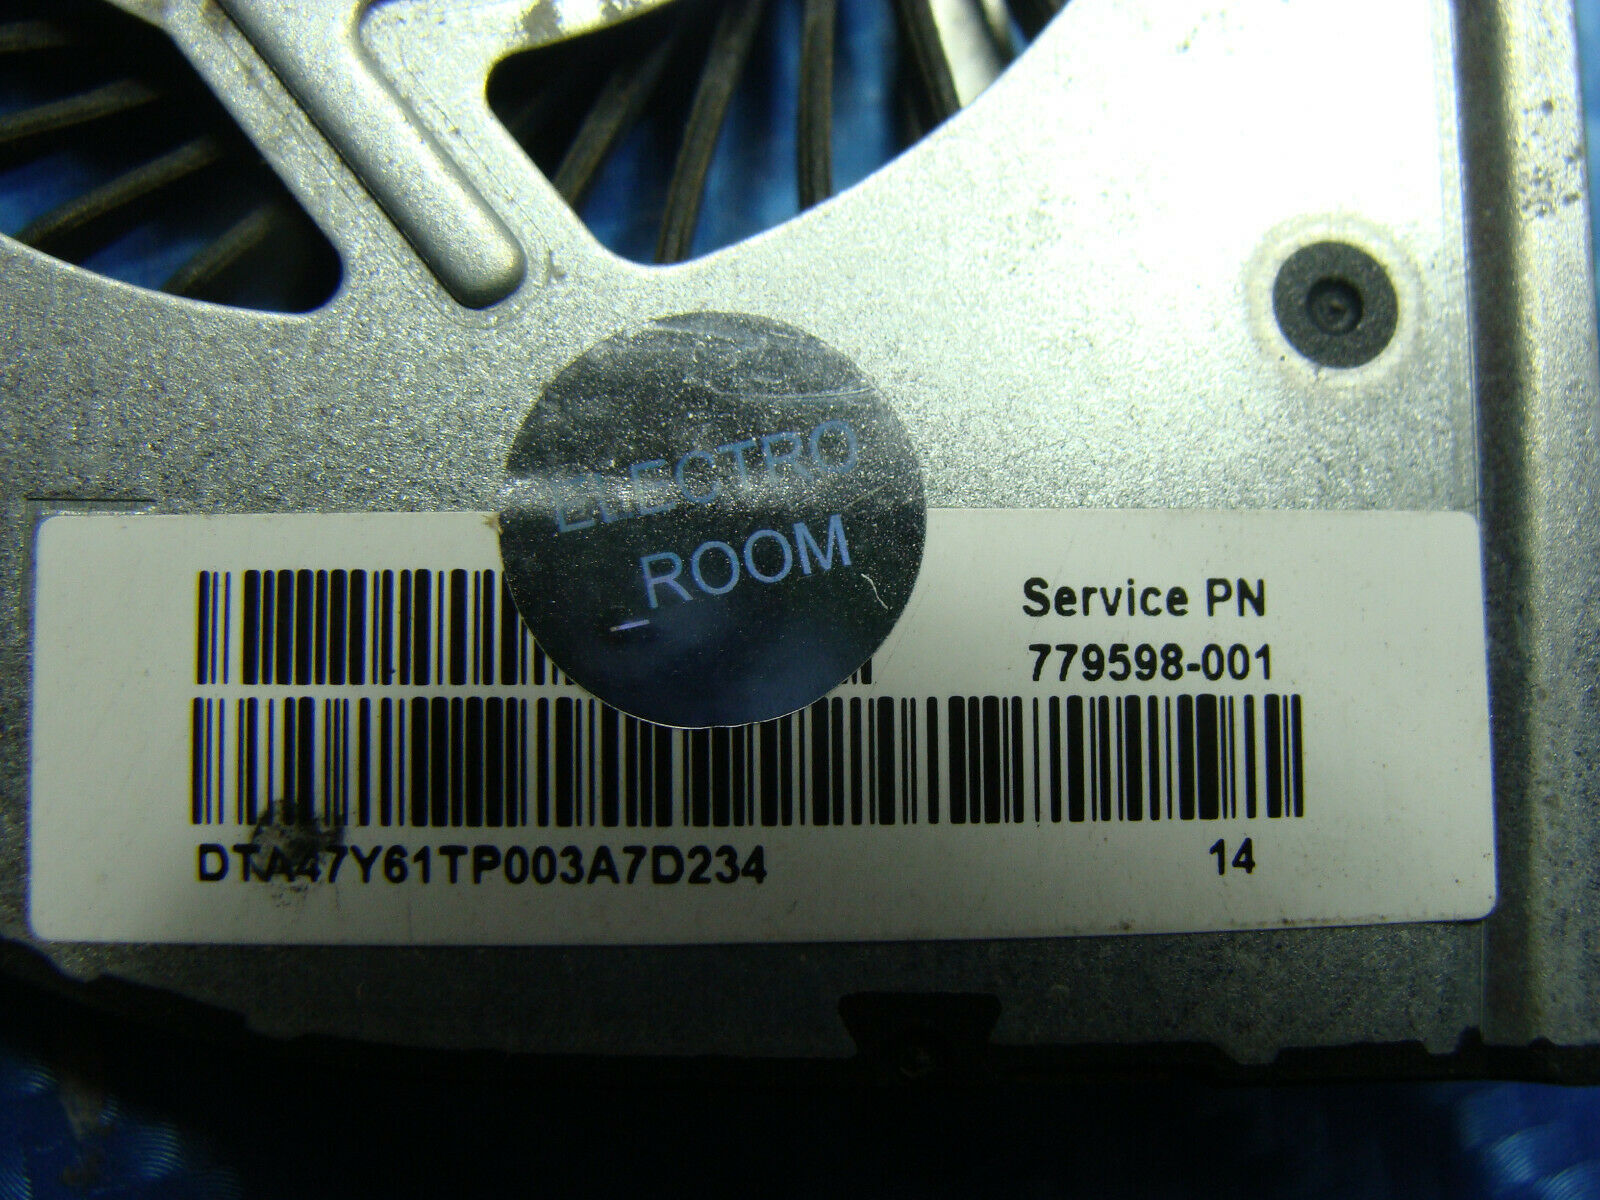 ELECTRO
_ROOM
Service PN
779598-001
DTA47Y61TP003A7D234
14